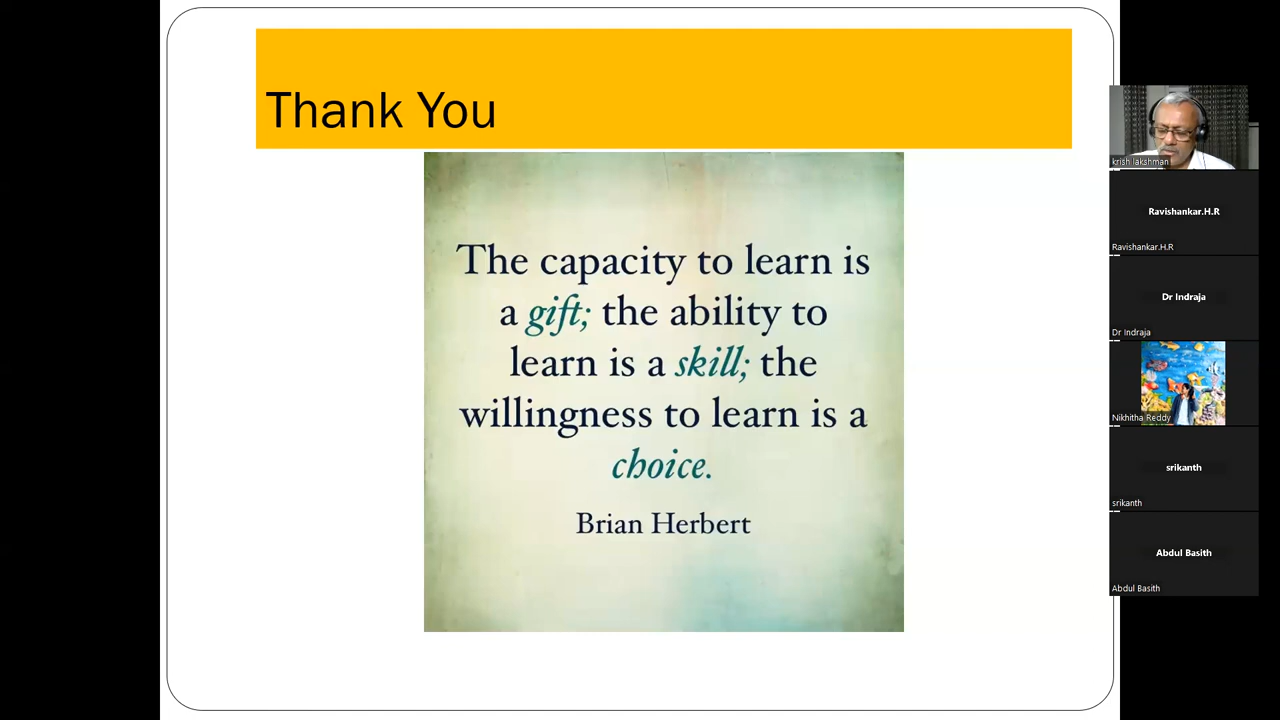 Thank You
The capacity to learn is
a gift; the ability to
learn is a skill; the
willingness to learn is a
choice.
Brian Herbert
krish lakshman
Ravishankar.H.R
Ravishankar.H.R
Dr Indraja
Dr Indraja
Nikhitha Reddy
srikanth
srikanth
Abdul Basith
Abdul Basith